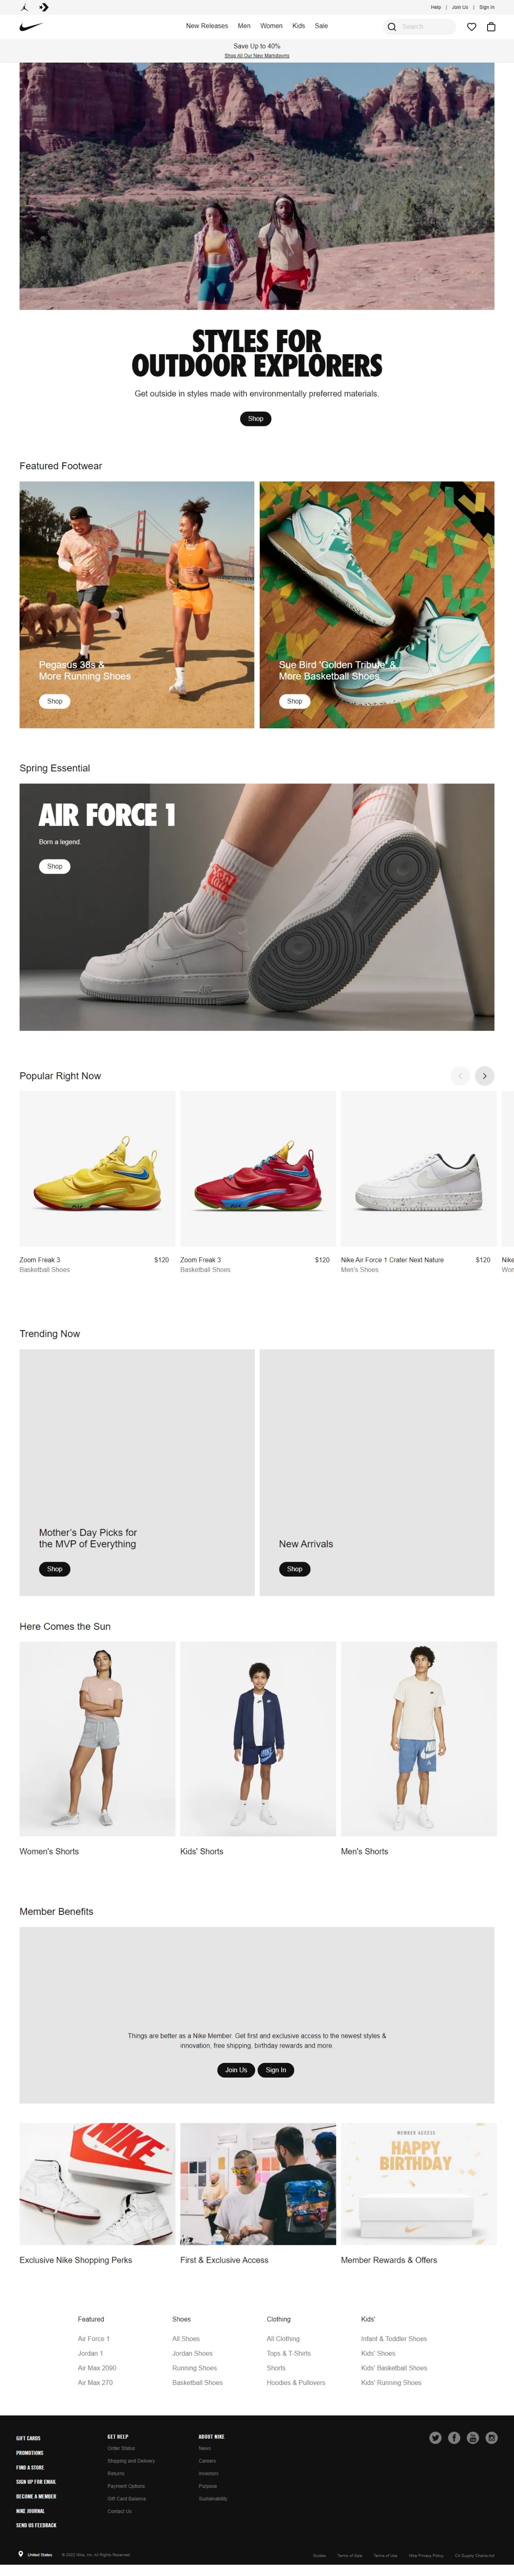 Help | Join Us | Sign In
New Releases Men Women Kids Sale
Search
Save Up to 40%
Shop All Our New Markdowns
STYLES FOR
OUTDOOR EXPLORERS
Get outside in styles made with environmentally preferred materials.
Shop
Featured Footwear
Pegasus 38s &
More Running Shoes
Shop
Sue Bird 'Golden Tribute' &
More Basketball Shoes
Shop
Spring Essential
AIR FORCE 1
Born a legend.
Shop
Popular Right Now
Zoom Freak 3 $120
Basketball Shoes
Zoom Freak 3 $120
Basketball Shoes
Nike Air Force 1 Crater Next Nature $120
Men's Shoes
Nike
Wor
Trending Now
Mother's Day Picks for
the MVP of Everything
Shop
New Arrivals
Shop
Here Comes the Sun
Women's Shorts
Kids' Shorts
Men's Shorts
Member Benefits
Things are better as a Nike Member. Get first and exclusive access to the newest styles &
innovation, free shipping, birthday rewards and more.
Join Us Sign In
NIKE
MEMBER ACCESS
HAPPY
BIRTHDAY
Exclusive Nike Shopping Perks
First & Exclusive Access
Member Rewards & Offers
Featured
Air Force 1
Jordan 1
Air Max 2090
Air Max 270
Shoes
All Shoes
Jordan Shoes
Running Shoes
Basketball Shoes
Clothing
All Clothing
Tops & T-Shirts
Shorts
Hoodies & Pullovers
Kids'
Infant & Toddler Shoes
Kids' Shoes
Kids' Basketball Shoes
Kids' Running Shoes
GIFT CARDS
PROMOTIONS
FIND A STORE
SIGN UP FOR EMAIL
BECOME A MEMBER
NIKE JOURNAL
SEND US FEEDBACK
GET HELP
Order Status
Shipping and Delivery
Returns
Payment Options
Gift Card Balance
Contact Us
ABOUT NIKE
News
Careers
Investors
Purpose
Sustainability
United States
© 2022 Nike, Inc. All Rights Reserved
Guides Terms of Sale Terms of Use Nike Privacy Policy CA Supply Chains Act